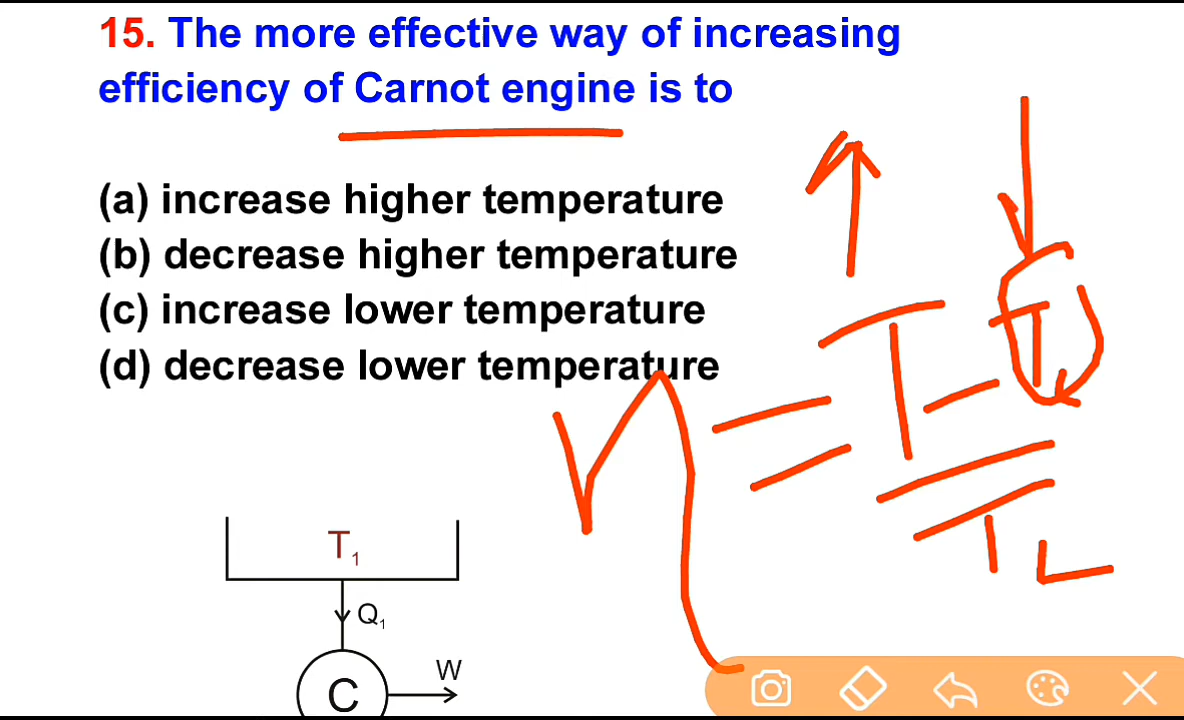 15. The more effective way of increasing
efficiency of Carnot engine is to
(a) increase higher temperature
(b) decrease higher temperature
(c) increase lower temperature
(d) decrease lower temperature
η = T - T
T L
T₁
Q₁
W
C